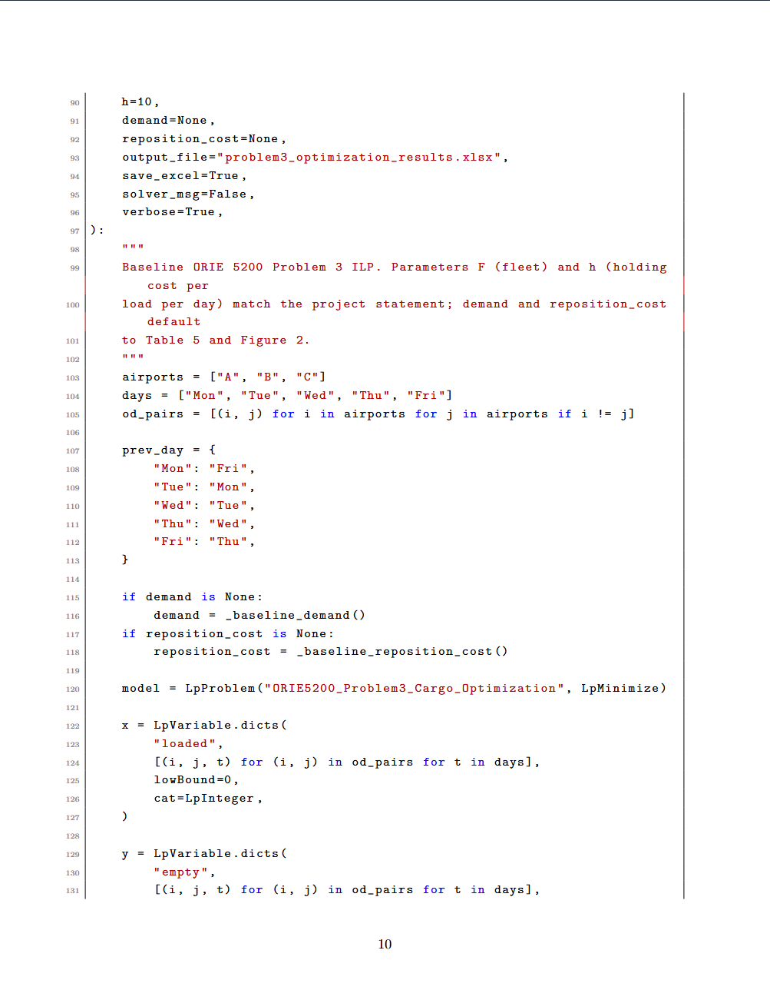 90     h=10,
91     demand=None,
92     reposition_cost=None,
93     output_file="problem3_optimization_results.xlsx",
94     save_excel=True,
95     solver_msg=False,
96     verbose=True,
97 ):
98     """
99     Baseline ORIE 5200 Problem 3 ILP. Parameters F (fleet) and h (holding
           cost per
100     load per day) match the project statement; demand and reposition_cost
           default
101     to Table 5 and Figure 2.
102     """
103     airports = ["A", "B", "C"]
104     days = ["Mon", "Tue", "Wed", "Thu", "Fri"]
105     od_pairs = [(i, j) for i in airports for j in airports if i != j]
106
107     prev_day = {
108         "Mon": "Fri",
109         "Tue": "Mon",
110         "Wed": "Tue",
111         "Thu": "Wed",
112         "Fri": "Thu",
113     }
114
115     if demand is None:
116         demand = _baseline_demand()
117     if reposition_cost is None:
118         reposition_cost = _baseline_reposition_cost()
119
120     model = LpProblem("ORIE5200_Problem3_Cargo_Optimization", LpMinimize)
121
122     x = LpVariable.dicts(
123         "loaded",
124         [(i, j, t) for (i, j) in od_pairs for t in days],
125         lowBound=0,
126         cat=LpInteger,
127     )
128
129     y = LpVariable.dicts(
130         "empty",
131         [(i, j, t) for (i, j) in od_pairs for t in days],
10